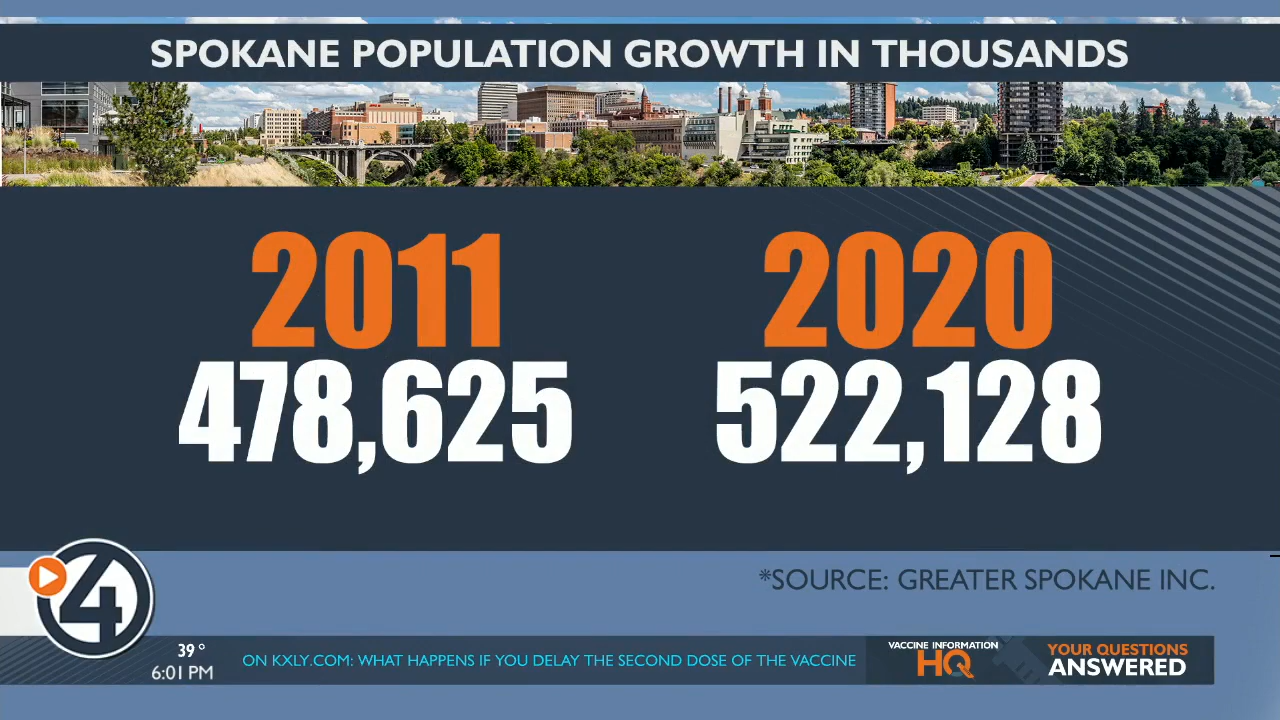 SPOKANE POPULATION GROWTH IN THOUSANDS
2011
478,625
2020
522,128
*SOURCE: GREATER SPOKANE INC.
4
39°
6:01 PM
ON KXLY.COM: WHAT HAPPENS IF YOU DELAY THE SECOND DOSE OF THE VACCINE
VACCINE INFORMATION
HQ
YOUR QUESTIONS
ANSWERED